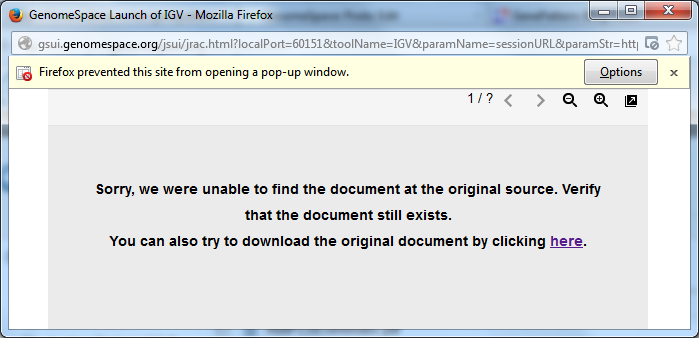 GenomeSpace Launch of IGV - Mozilla Firefox
gsui.genomespace.org/jsui/jrac.html?localPort=60151&toolName=IGV&paramName=sessionURL&paramStr=http
Firefox prevented this site from opening a pop-up window. Options
1 / ?
Sorry, we were unable to find the document at the original source. Verify
that the document still exists.
You can also try to download the original document by clicking here.